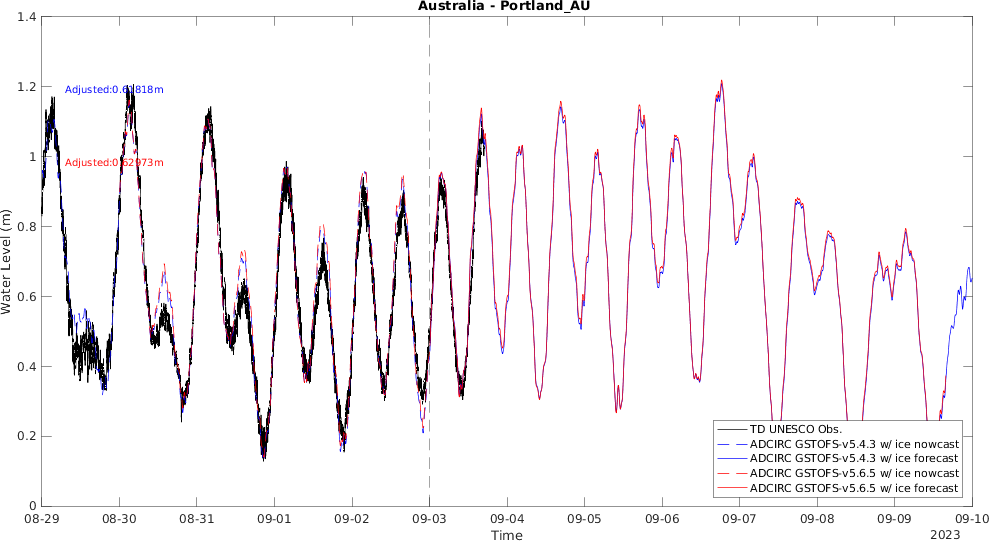 Australia - Portland_AU
1.4
1.2
1
0.8
0.6
0.4
0.2
0
Water Level (m)
Adjusted:0.61818m
Adjusted:0.62973m
TD UNESCO Obs.
ADCIRC GSTOFS-v5.4.3 w/ ice nowcast
ADCIRC GSTOFS-v5.4.3 w/ ice forecast
ADCIRC GSTOFS-v5.6.5 w/ ice nowcast
ADCIRC GSTOFS-v5.6.5 w/ ice forecast
08-29 08-30 08-31 09-01 09-02 09-03 09-04 09-05 09-06 09-07 09-08 09-09 09-10
Time
2023